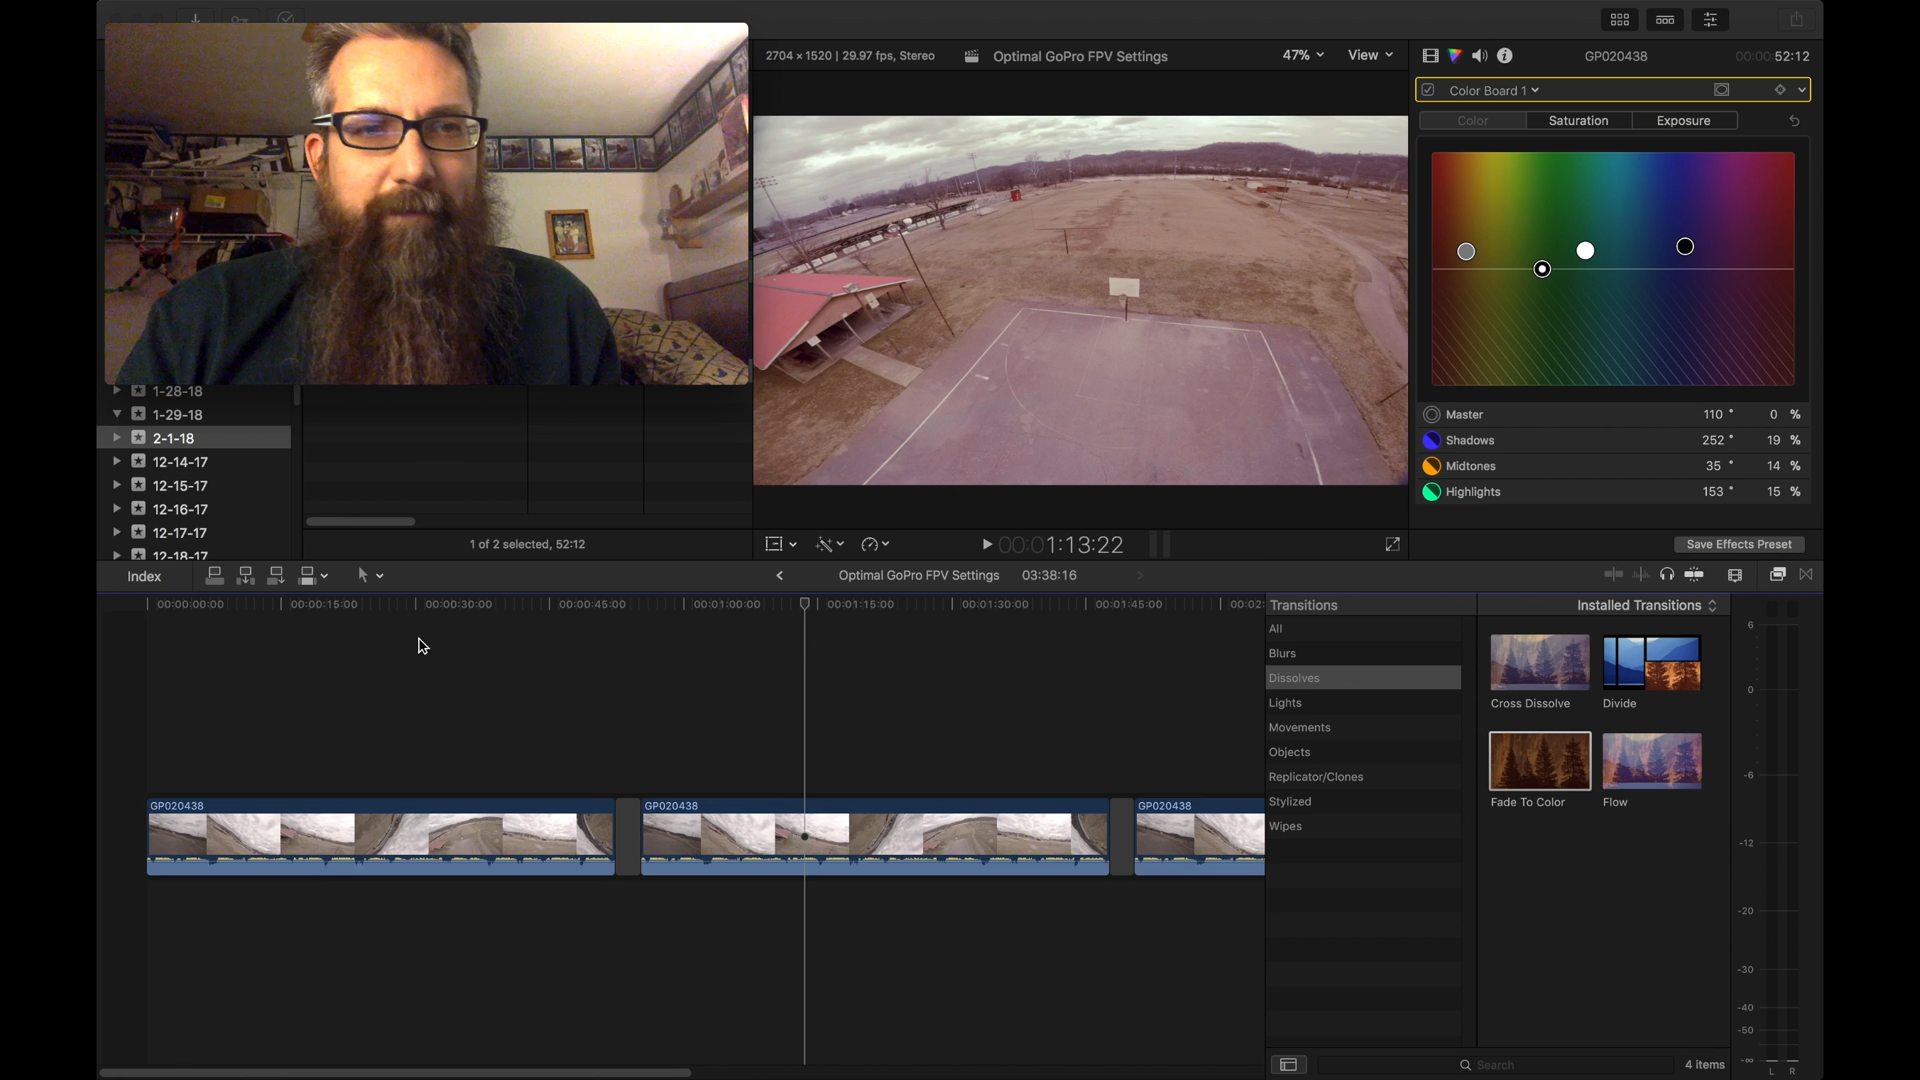 2704 x 1520 | 29.97 fps, Stereo
Optimal GoPro FPV Settings
47%
View
GP020438
00:00:52:12
Color Board 1
Color
Saturation
Exposure
Master 110 ° 0 %
Shadows 252 ° 19 %
Midtones 35 ° 14 %
Highlights 153 ° 15 %
Save Effects Preset
1-28-18
1-29-18
2-1-18
12-14-17
12-15-17
12-16-17
12-17-17
12-18-17
1 of 2 selected, 52:12
00:01:13:22
Index
Optimal GoPro FPV Settings
03:38:16
00:00:00:00
00:00:15:00
00:00:30:00
00:00:45:00
00:01:00:00
00:01:15:00
00:01:30:00
00:01:45:00
00:02:
GP020438
GP020438
GP020438
Transitions
All
Blurs
Dissolves
Lights
Movements
Objects
Replicator/Clones
Stylized
Wipes
Installed Transitions
Cross Dissolve
Divide
Fade To Color
Flow
Search
4 items
6
0
-6
-12
-20
-30
-40
-50
-∞
L R